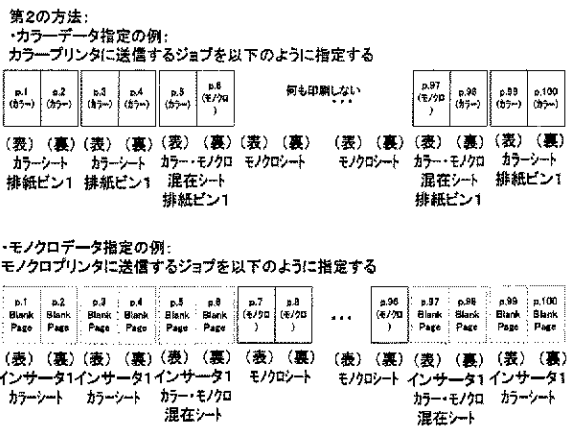 第2の方法：
・カラーデータ指定の例：
カラープリンタに送信するジョブを以下のように指定する
p.1 p.2 p.3 p.4 p.5 p.6 何も印刷しない p.97 p.98 p.99 p.100
(カラー) (カラー) (カラー) (カラー) (カラー) (モノクロ) ・・・ (モノクロ) (カラー) (カラー) (カラー)
(表) (裏) (表) (裏) (表) (裏) (表) (裏) (表) (裏) (表) (裏) (表) (裏)
カラーシート カラーシート カラー・モノクロ モノクロシート モノクロシート カラー・モノクロ カラーシート
排紙ビン1 排紙ビン1 混在シート 混在シート 排紙ビン1
排紙ビン1 排紙ビン1
・モノクロデータ指定の例：
モノクロプリンタに送信するジョブを以下のように指定する
p.1 p.2 p.3 p.4 p.5 p.6 p.7 p.8 p.96 p.97 p.98 p.99 p.100
Blank Blank Blank Blank Blank Blank (モノクロ) (モノクロ) ・・・ (モノクロ) Blank Blank Blank Blank
Page Page Page Page Page Page Page Page Page Page
(表) (裏) (表) (裏) (表) (裏) (表) (裏) (表) (裏) (表) (裏) (表) (裏)
インサータ1 インサータ1 インサータ1 モノクロシート モノクロシート インサータ1 インサータ1
カラーシート カラーシート カラー・モノクロ カラー・モノクロ カラーシート
混在シート 混在シート